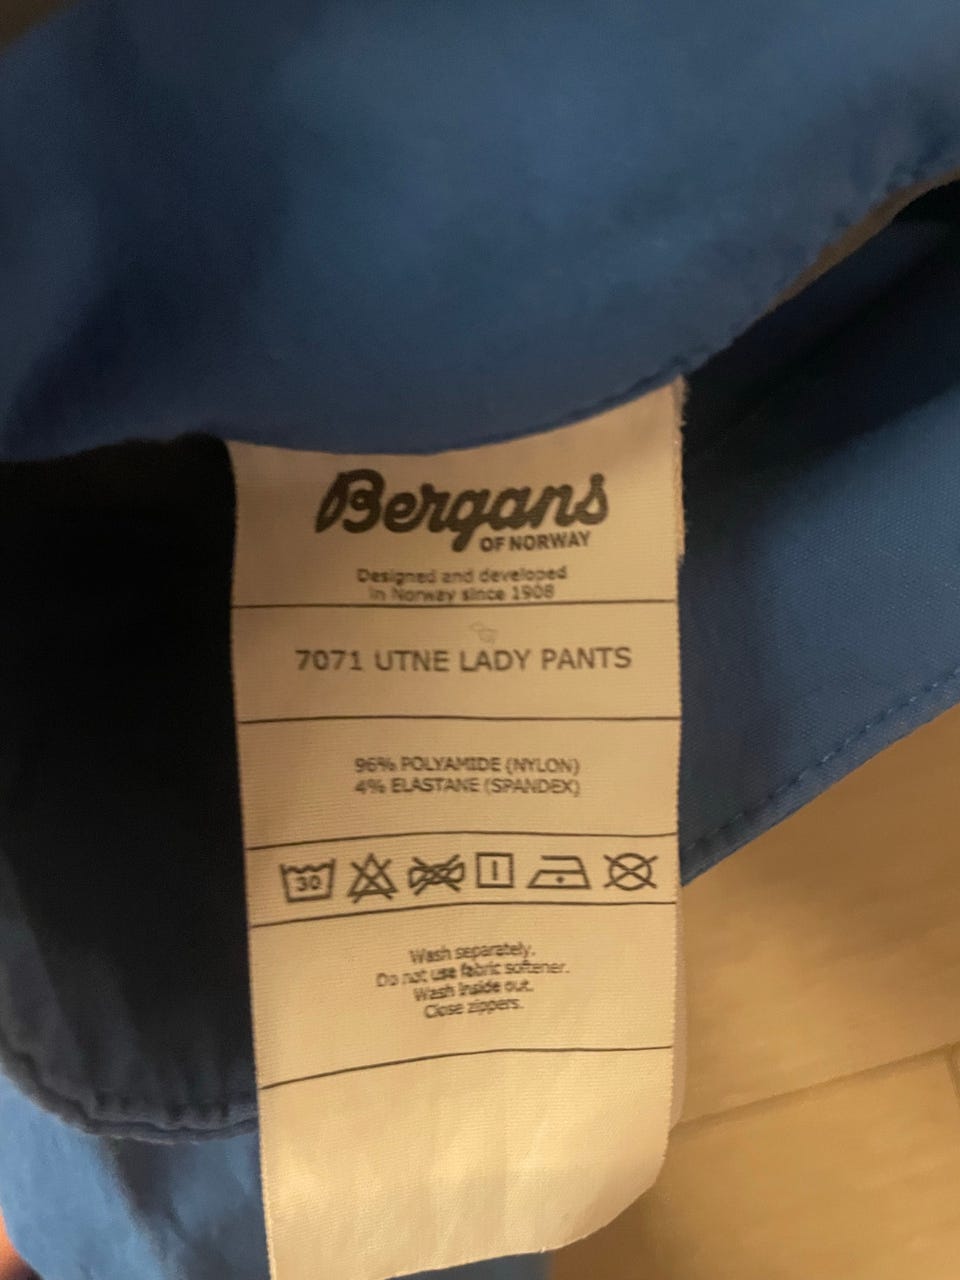 Bergans
OF NORWAY
Designed and developed
in Norway since 1908
7071 UTNE LADY PANTS
96% POLYAMIDE (NYLON)
4% ELASTANE (SPANDEX)
30
Wash separately.
Do not use fabric softener.
Wash inside out.
Close zippers.